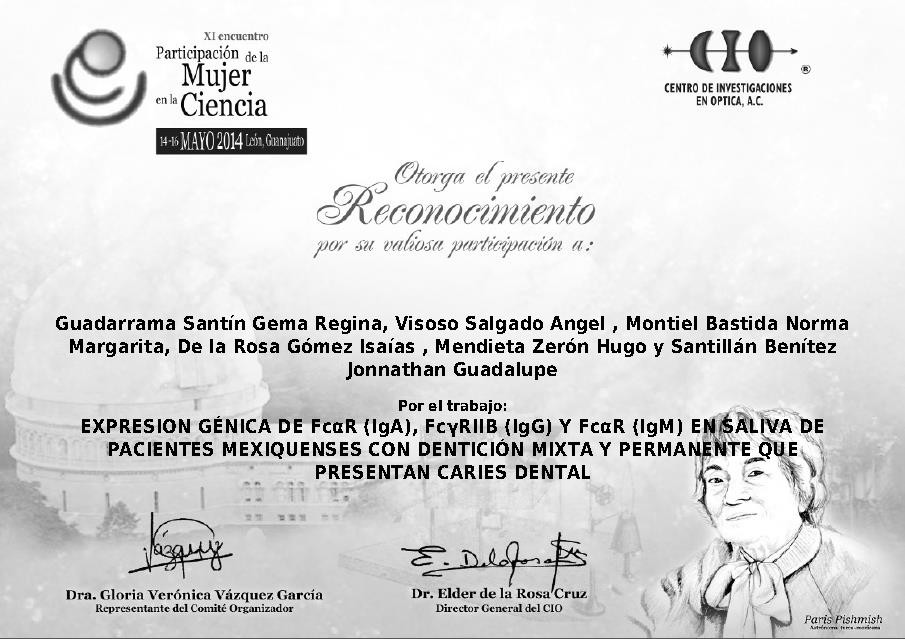 XI encuentro
Participación de la
Mujer
en la Ciencia
14-16 MAYO 2014 León, Guanajuato
CIO
®
CENTRO DE INVESTIGACIONES
EN OPTICA, A.C.
Otorga el presente
Reconocimiento
por su valiosa participación a:
Guadarrama Santín Gema Regina, Visoso Salgado Angel , Montiel Bastida Norma
Margarita, De la Rosa Gómez Isaías , Mendieta Zerón Hugo y Santillán Benítez
Jonnathan Guadalupe
Por el trabajo:
EXPRESION GÉNICA DE FcαR (IgA), FcγRIIB (IgG) Y FcαR (IgM) EN SALIVA DE
PACIENTES MEXIQUENSES CON DENTICIÓN MIXTA Y PERMANENTE QUE
PRESENTAN CARIES DENTAL
Vázquez
E. Delarosa
Dra. Gloria Verónica Vázquez García
Representante del Comité Organizador
Dr. Elder de la Rosa Cruz
Director General del CIO
Paris Pishmish
Astrónoma turco-mexicana